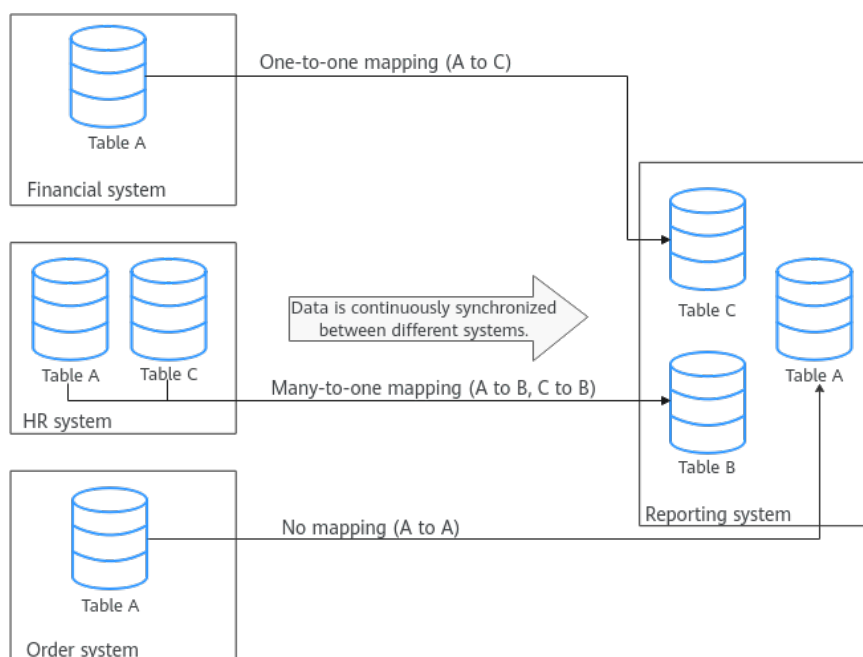 One-to-one mapping (A to C)
Table A
Financial system
Data is continuously synchronized
between different systems.
Table C
Table A
Table C
Table A
Many-to-one mapping (A to B, C to B)
HR system
Table B
Reporting system
No mapping (A to A)
Table A
Order system